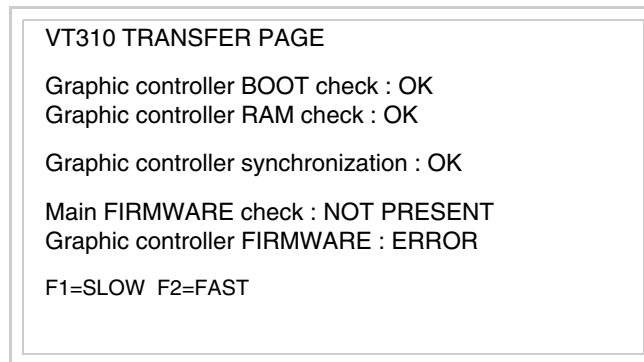 VT310 TRANSFER PAGE
Graphic controller BOOT check : OK
Graphic controller RAM check : OK
Graphic controller synchronization : OK
Main FIRMWARE check : NOT PRESENT
Graphic controller FIRMWARE : ERROR
F1=SLOW F2=FAST